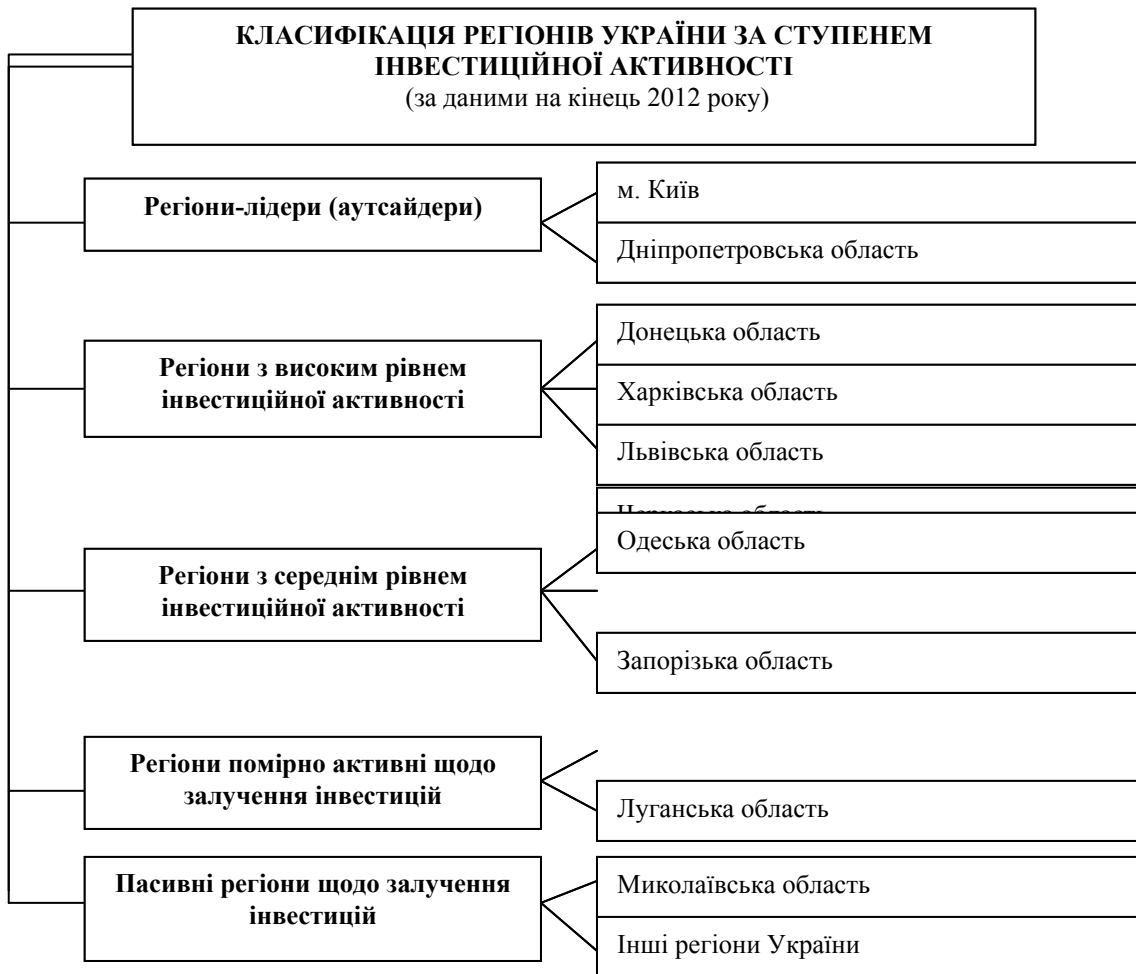 КЛАСИФІКАЦІЯ РЕГІОНІВ УКРАЇНИ ЗА СТУПЕНЕМ
ІНВЕСТИЦІЙНОЇ АКТИВНОСТІ
(за даними на кінець 2012 року)
Регіони-лідери (аутсайдери)
м. Київ
Дніпропетровська область
Регіони з високим рівнем
інвестиційної активності
Донецька область
Харківська область
Львівська область
Регіони з середнім рівнем
інвестиційної активності
Одеська область
Запорізька область
Регіони помірно активні щодо
залучення інвестицій
Луганська область
Пасивні регіони щодо залучення
інвестицій
Миколаївська область
Інші регіони України